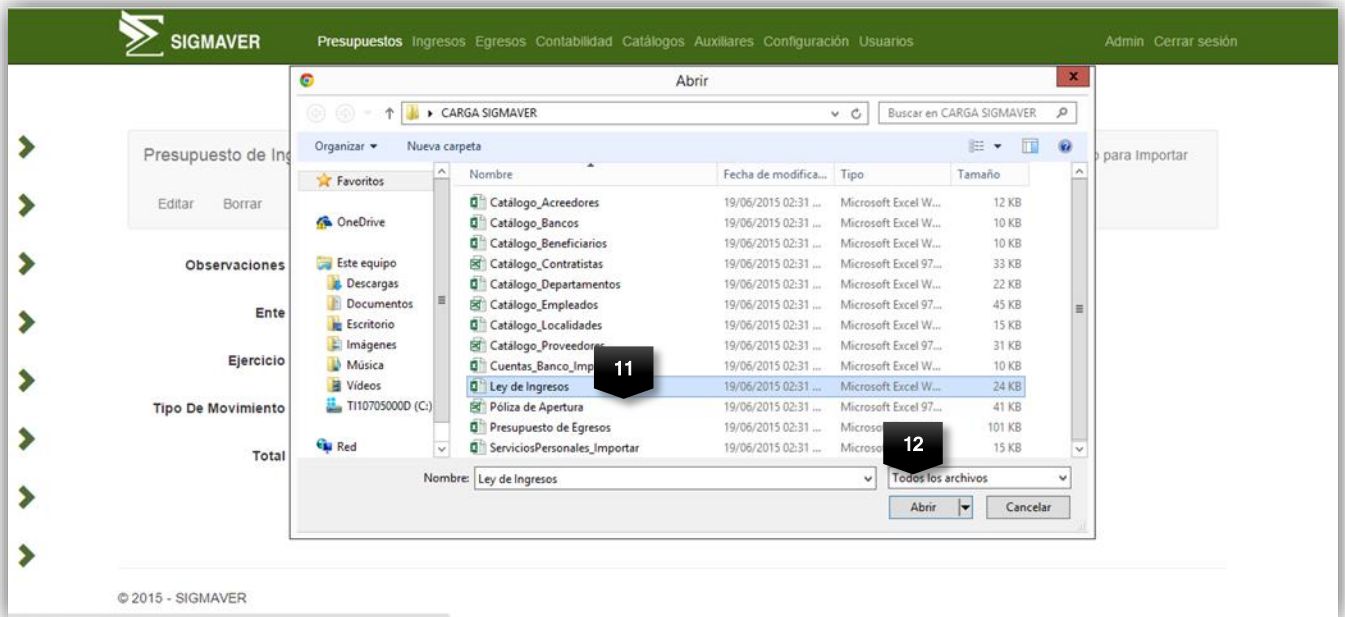 SIGMAVER Presupuestos Ingresos Egresos Contabilidad Catálogos Auxiliares Configuración Usuarios Admin Cerrar sesión
Abrir x
CARGA SIGMAVER Buscar en CARGA SIGMAVER
Organizar Nueva carpeta
Presupuesto de Ing para Importar
Editar Borrar
Observaciones
Ente
Ejercicio
Tipo De Movimiento
Total
Favoritos
OneDrive
Este equipo
Descargas
Documentos
Escritorio
Imágenes
Música
Vídeos
TI10705000D (C:)
Red
Nombre Fecha de modifica... Tipo Tamaño
Catálogo_Acreedores 19/06/2015 02:31 ... Microsoft Excel W... 12 KB
Catálogo_Bancos 19/06/2015 02:31 ... Microsoft Excel W... 10 KB
Catálogo_Beneficiarios 19/06/2015 02:31 ... Microsoft Excel W... 10 KB
Catálogo_Contratistas 19/06/2015 02:31 ... Microsoft Excel 97... 33 KB
Catálogo_Departamentos 19/06/2015 02:31 ... Microsoft Excel W... 22 KB
Catálogo_Empleados 19/06/2015 02:31 ... Microsoft Excel 97... 45 KB
Catálogo_Localidades 19/06/2015 02:31 ... Microsoft Excel W... 15 KB
Catálogo_Proveedores 19/06/2015 02:31 ... Microsoft Excel 97... 31 KB
Cuentas_Banco_Imp 19/06/2015 02:31 ... Microsoft Excel W... 10 KB
11
Ley de Ingresos 19/06/2015 02:31 ... Microsoft Excel W... 24 KB
Póliza de Apertura 19/06/2015 02:31 ... Microsoft Excel 97... 41 KB
Presupuesto de Egresos 19/06/2015 02:31 ... Microso 101 KB
12
ServiciosPersonales_Importar 19/06/2015 02:31 ... Microso 15 KB
Nombre: Ley de Ingresos Todos los archivos
Abrir Cancelar
© 2015 - SIGMAVER